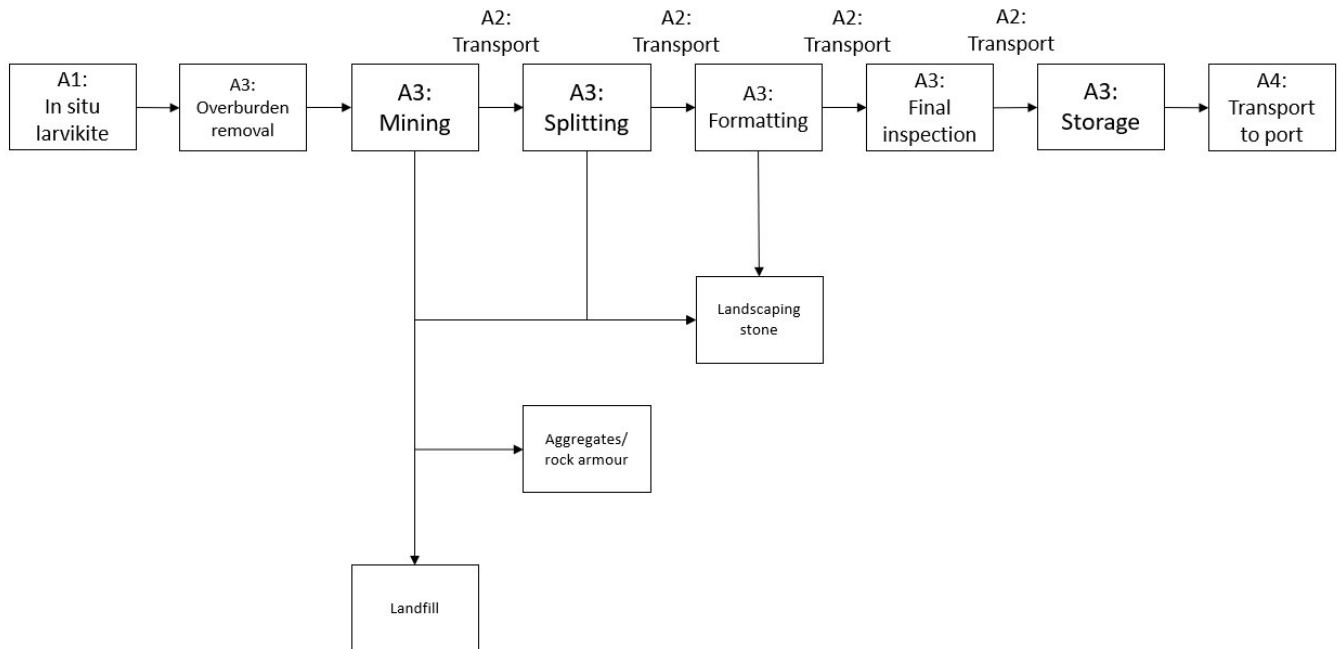 A2:
Transport
A2:
Transport
A2:
Transport
A2:
Transport
A1:
In situ
larvikite
A3:
Overburden
removal
A3:
Mining
A3:
Splitting
A3:
Formatting
A3:
Final
inspection
A3:
Storage
A4:
Transport
to port
Landscaping
stone
Aggregates/
rock armour
Landfill